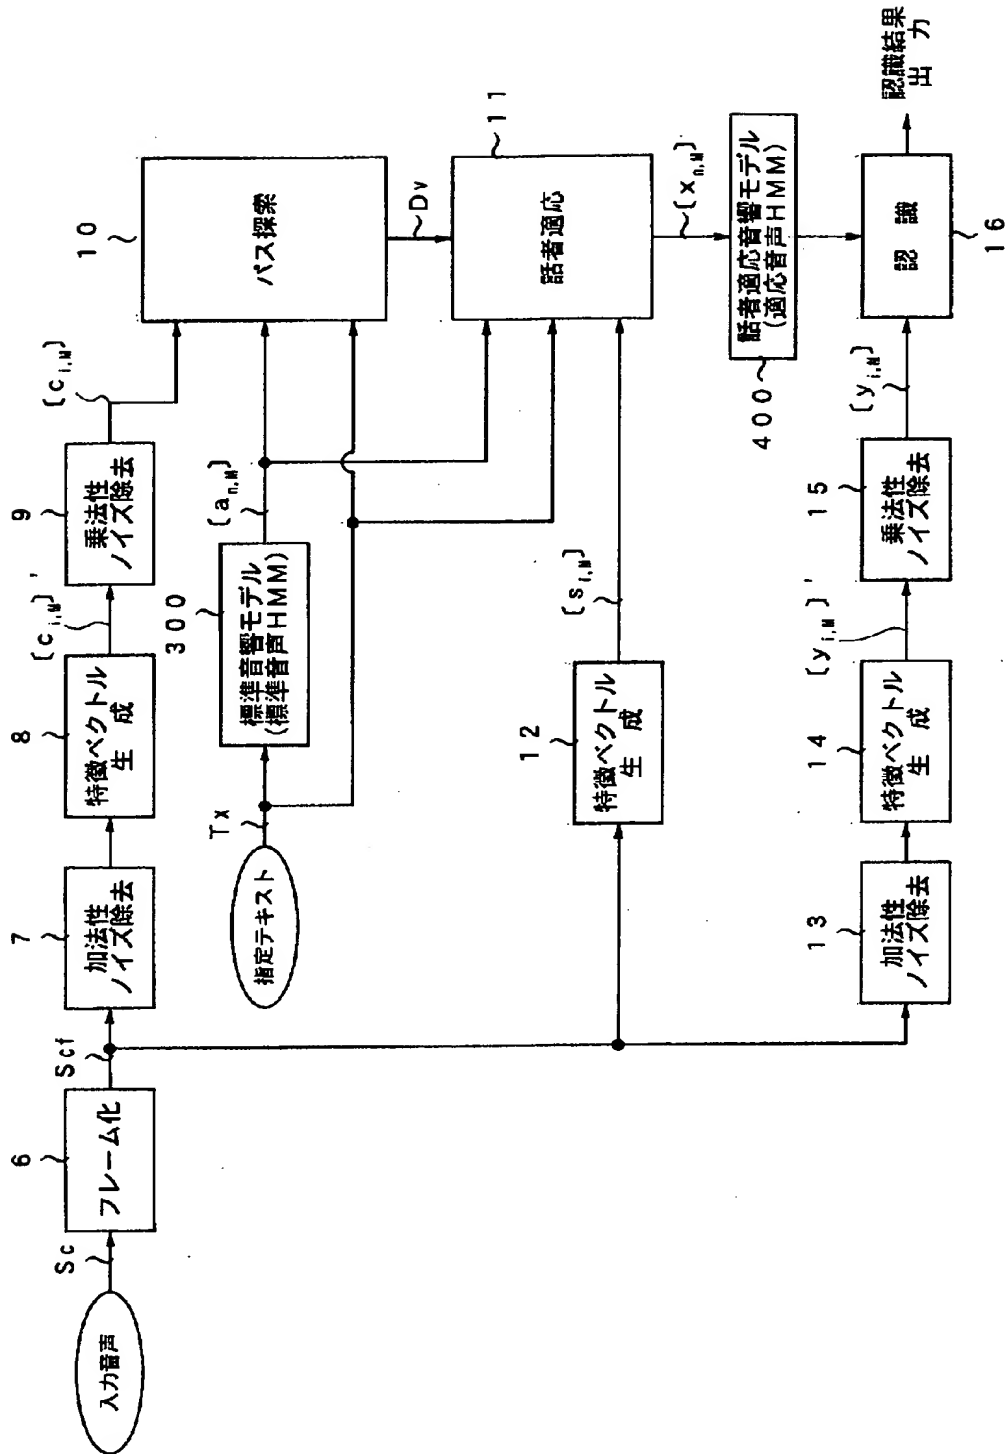 入力音声
Sc
6
フレーム化
Scf
7
加法性
ノイズ除去
8
特徴ベクトル
生 成
[c i,M]'
9
乗法性
ノイズ除去
[c i,M]
10
パス探索
指定テキスト
Tx
300
標準音響モデル
(標準音声HMM)
[a n,M]
Dv
11
話者適応
12
特徴ベクトル
生 成
[s i,M]
[x n,M]
400
話者適応音響モデル
(適応音声HMM)
13
加法性
ノイズ除去
14
特徴ベクトル
生 成
[y i,M]'
15
乗法性
ノイズ除去
[y i,M]
認 識
16
認識結果
出 力